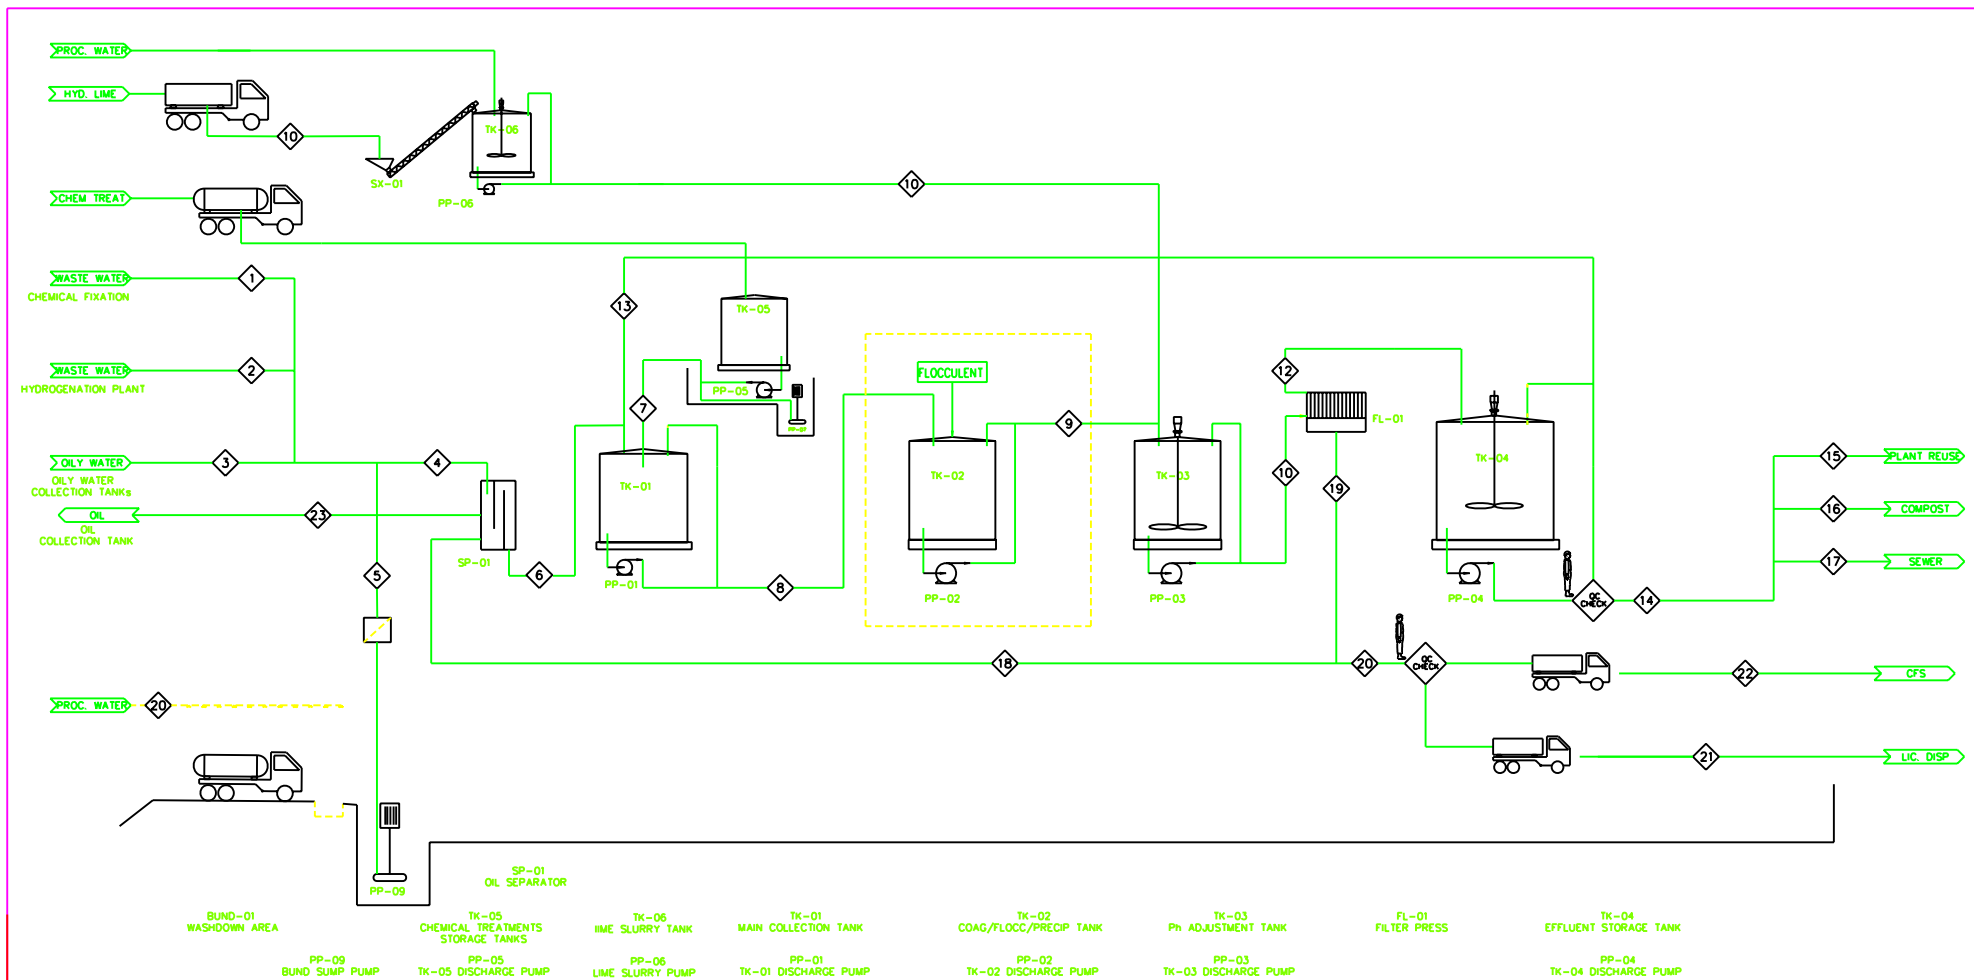 PROC. WATER
HYD. LIME
10
SX-01
TK-06
PP-06
10
CHEM TREAT
WASTE WATER
1
CHEMICAL FIXATION
13
TK-05
WASTE WATER
2
HYDROGENATION PLANT
7
PP-05
FLOCCULENT
12
FL-01
9
OILY WATER
3
4
OILY WATER
COLLECTION TANKs
TK-01
TK-02
TK-03
10
19
TK-04
15
PLANT REUSE
OIL
23
OIL
COLLECTION TANK
16
COMPOST
SP-01
6
5
PP-01
8
PP-02
PP-03
PP-04
17
SEWER
QC
CHECK
14
18
20
QC
CHECK
22
CFS
PROC. WATER
20
21
LIC. DISP
PP-09
SP-01
OIL SEPARATOR
BUND-01
WASHDOWN AREA
TK-05
CHEMICAL TREATMENTS
STORAGE TANKS
TK-06
lIME SLURRY TANK
TK-01
MAIN COLLECTION TANK
TK-02
COAG/FLOCC/PRECIP TANK
TK-03
Ph ADJUSTMENT TANK
FL-01
FILTER PRESS
TK-04
EFFLUENT STORAGE TANK
PP-09
BUND SUMP PUMP
PP-05
TK-05 DISCHARGE PUMP
PP-06
LIME SLURRY PUMP
PP-01
TK-01 DISCHARGE PUMP
PP-02
TK-02 DISCHARGE PUMP
PP-03
TK-03 DISCHARGE PUMP
PP-04
TK-04 DISCHARGE PUMP